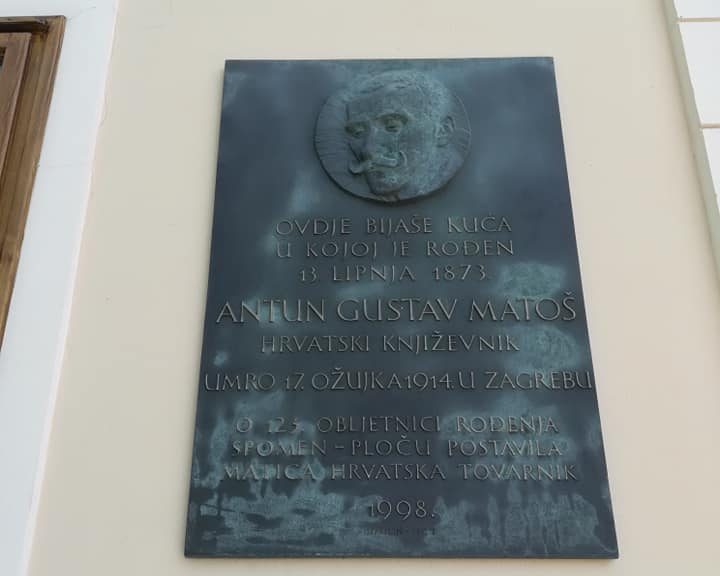 OVDJE BIJAŠE KUĆA
U KOJOJ JE ROĐEN
13. LIPNJA 1873.
ANTUN GUSTAV MATOŠ
HRVATSKI KNJIŽEVNIK
UMRO 17. OŽUJKA 1914. U ZAGREBU
O 125. OBLJETNICI ROĐENJA
SPOMEN-PLOČU POSTAVILA
MATICA HRVATSKA TOVARNIK
1998.